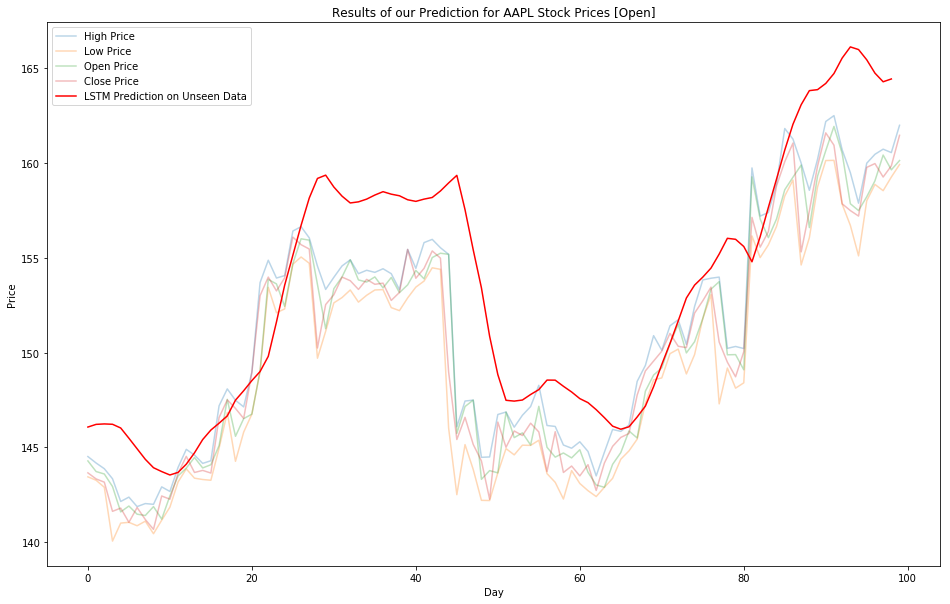 Results of our Prediction for AAPL Stock Prices [Open]
High Price
Low Price
Open Price
Close Price
LSTM Prediction on Unseen Data
165
160
155
150
145
140
Price
0 20 40 60 80 100
Day